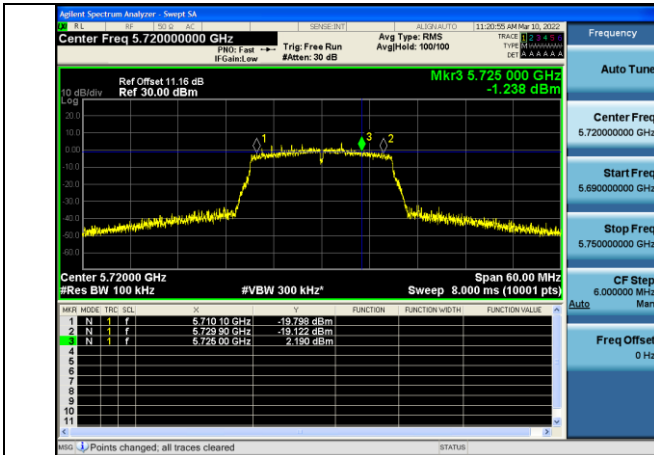 Agilent Spectrum Analyzer - Swept SA
RL RF 50 Ω AC SENSE:INT ALIGNAUTO 11:20:55 AM Mar 10, 2022
Center Freq 5.720000000 GHz
PNO: Fast
IFGain:Low
Trig: Free Run
#Atten: 30 dB
Avg Type: RMS
Avg|Hold: 100/100
TRACE 1 2 3 4 5 6
TYPE M
DET A A A A A A
Ref Offset 11.16 dB
10 dB/div Ref 30.00 dBm
Log
Mkr3 5.725 000 GHz
-1.238 dBm
20.0
10.0
0.00
-10.0
-20.0
-30.0
-40.0
-50.0
-60.0
1
3
2
Center 5.72000 GHz Span 60.00 MHz
#Res BW 100 kHz #VBW 300 kHz* Sweep 8.000 ms (10001 pts)
MKR MODE TRC SCL X Y FUNCTION FUNCTION WIDTH FUNCTION VALUE
1 N 1 f 5.710 10 GHz -19.798 dBm
2 N 1 f 5.729 90 GHz -19.122 dBm
3 N 1 f 5.725 00 GHz 2.190 dBm
4
5
6
7
8
9
10
11
MSG Points changed; all traces cleared STATUS
Frequency
Auto Tune
Center Freq
5.720000000 GHz
Start Freq
5.690000000 GHz
Stop Freq
5.750000000 GHz
CF Step
6.000000 MHz
Auto Man
Freq Offset
0 Hz